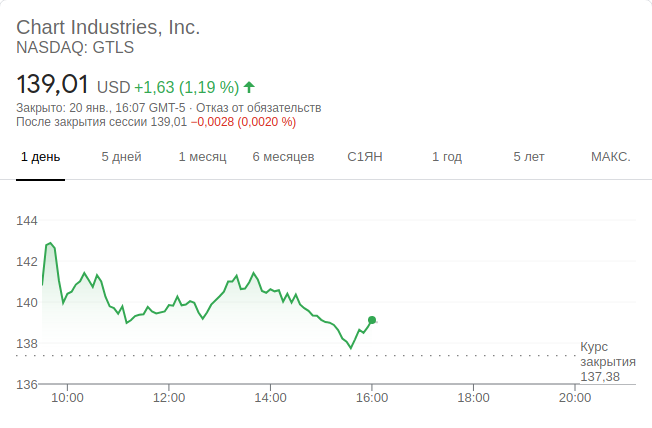 Chart Industries, Inc.
NASDAQ: GTLS
139,01 USD +1,63 (1,19 %)
Закрыто: 20 янв., 16:07 GMT-5 · Отказ от обязательств
После закрытия сессии 139,01 −0,0028 (0,0020 %)
1 день 5 дней 1 месяц 6 месяцев С1ЯН 1 год 5 лет МАКС.
144
142
140
138
136
Курс
закрытия
137,38
10:00 12:00 14:00 16:00 18:00 20:00